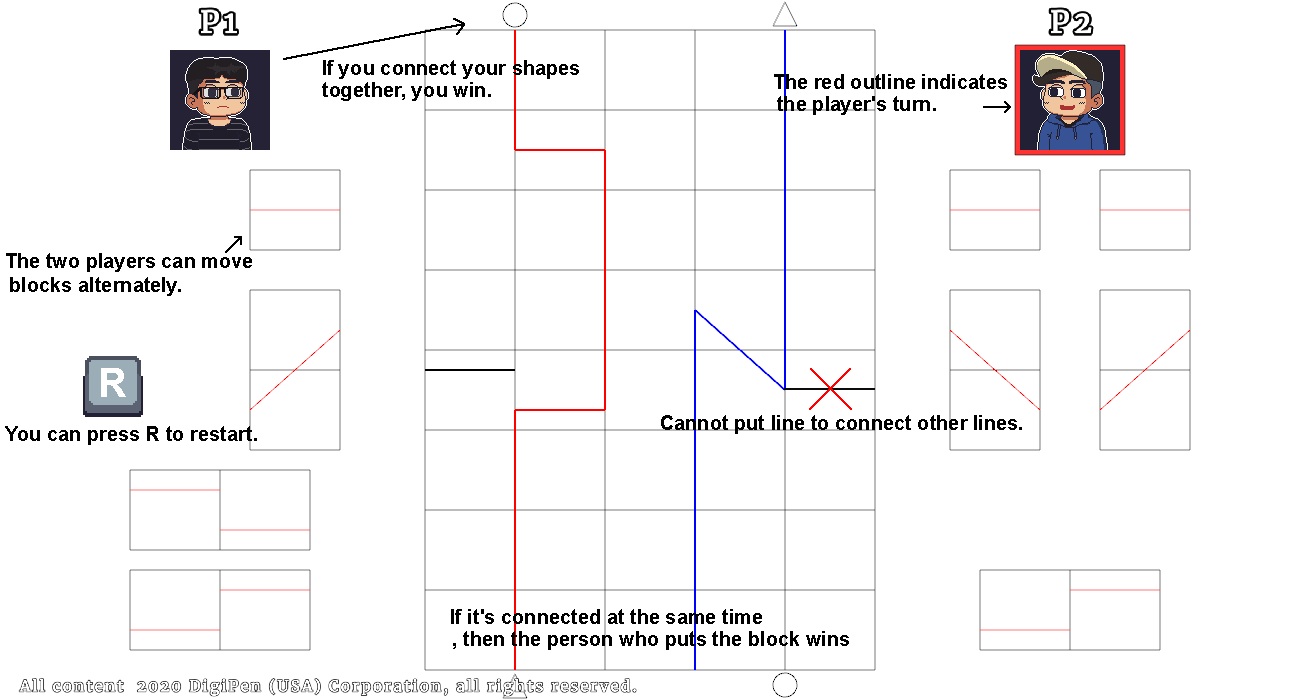 P1
P2
If you connect your shapes
together, you win.
The red outline indicates
the player's turn.
The two players can move
blocks alternately.
R
You can press R to restart.
Cannot put line to connect other lines.
If it's connected at the same time
, then the person who puts the block wins
All content 2020 DigiPen (USA) Corporation, all rights reserved.